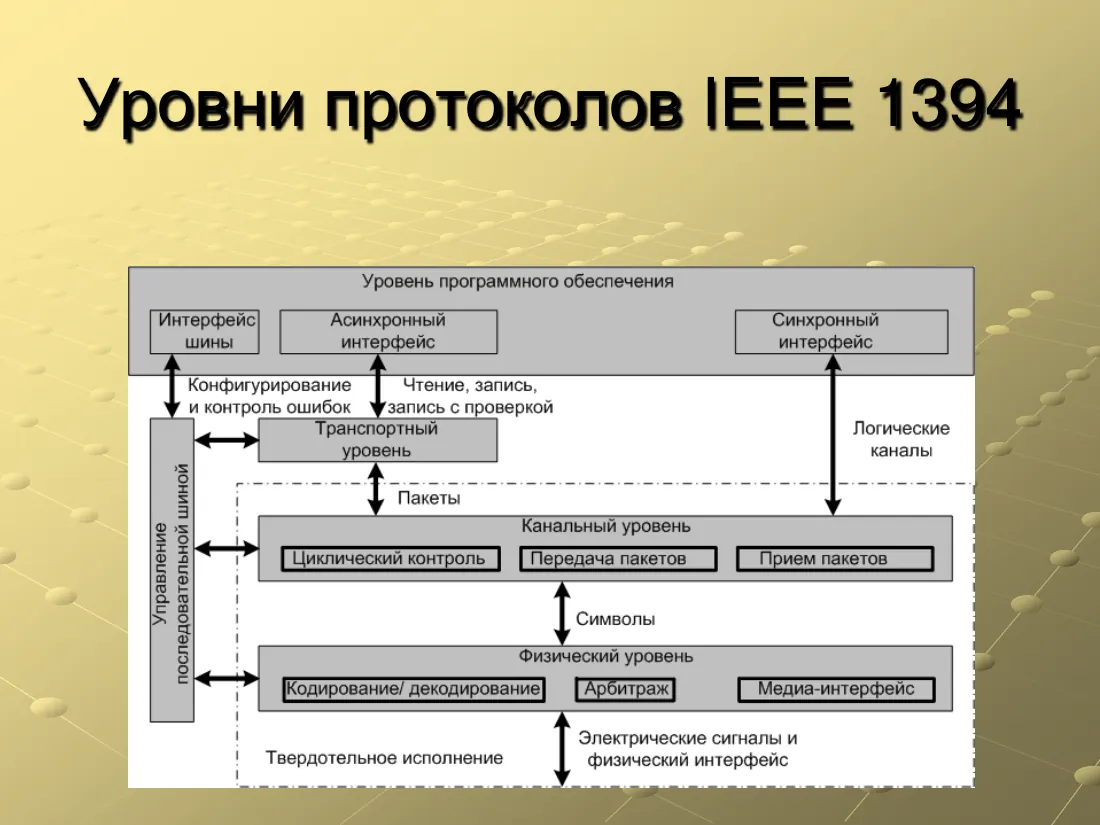 Уровни протоколов IEEE 1394
Уровень программного обеспечения
Интерфейс
шины
Асинхронный
интерфейс
Синхронный
интерфейс
Конфигурирование
и контроль ошибок
Чтение, запись,
запись с проверкой
Логические
каналы
Транспортный
уровень
Управление
последовательной шиной
Пакеты
Канальный уровень
Циклический контроль
Передача пакетов
Прием пакетов
Символы
Физический уровень
Кодирование/ декодирование
Арбитраж
Медиа-интерфейс
Твердотельное исполнение
Электрические сигналы и
физический интерфейс